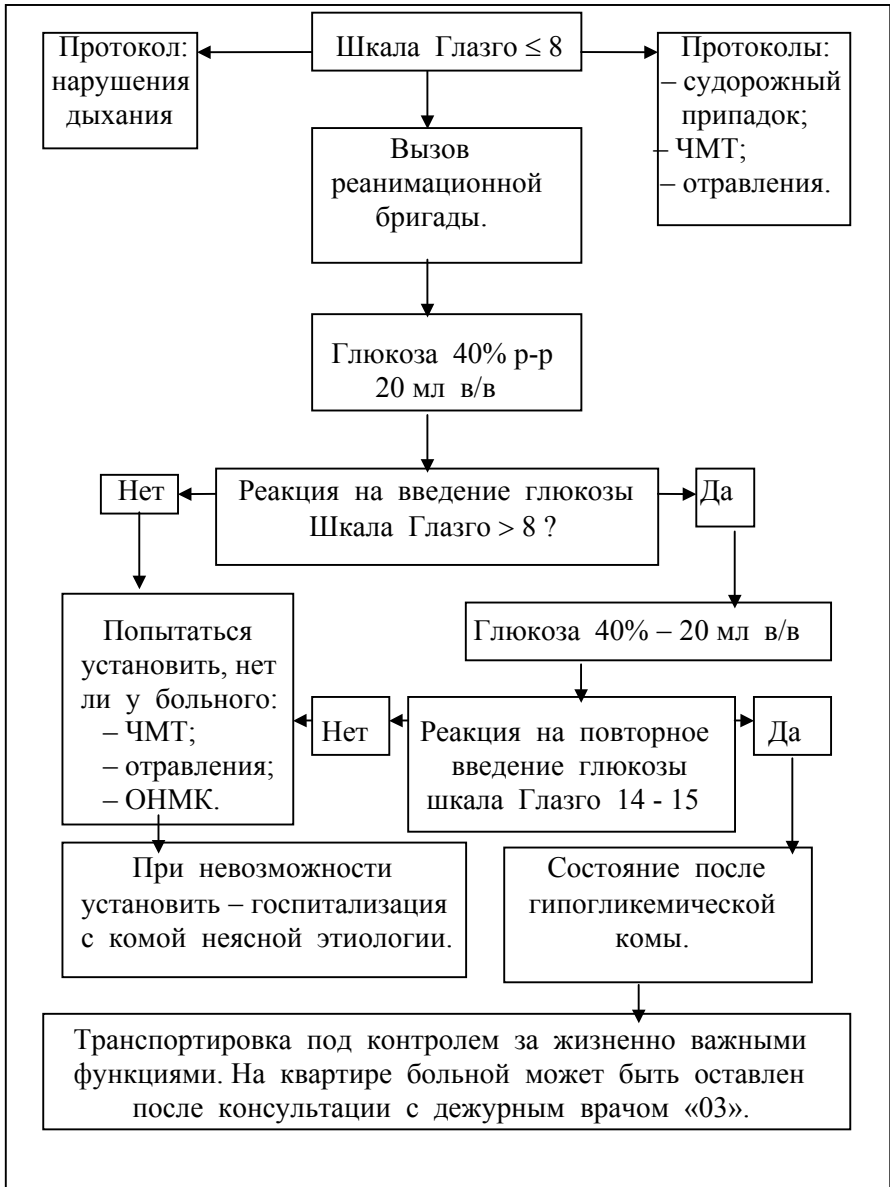 Протокол:
нарушения
дыхания
Шкала Глазго ≤ 8
Протоколы:
– судорожный
припадок;
– ЧМТ;
– отравления.
Вызов
реанимационной
бригады.
Глюкоза 40% р-р
20 мл в/в
Нет
Реакция на введение глюкозы
Шкала Глазго > 8 ?
Да
Попытаться
установить, нет
ли у больного:
– ЧМТ;
– отравления;
– ОНМК.
Глюкоза 40% – 20 мл в/в
Нет
Реакция на повторное
введение глюкозы
шкала Глазго 14 - 15
Да
При невозможности
установить – госпитализация
с комой неясной этиологии.
Состояние после
гипогликемической
комы.
Транспортировка под контролем за жизненно важными
функциями. На квартире больной может быть оставлен
после консультации с дежурным врачом «03».